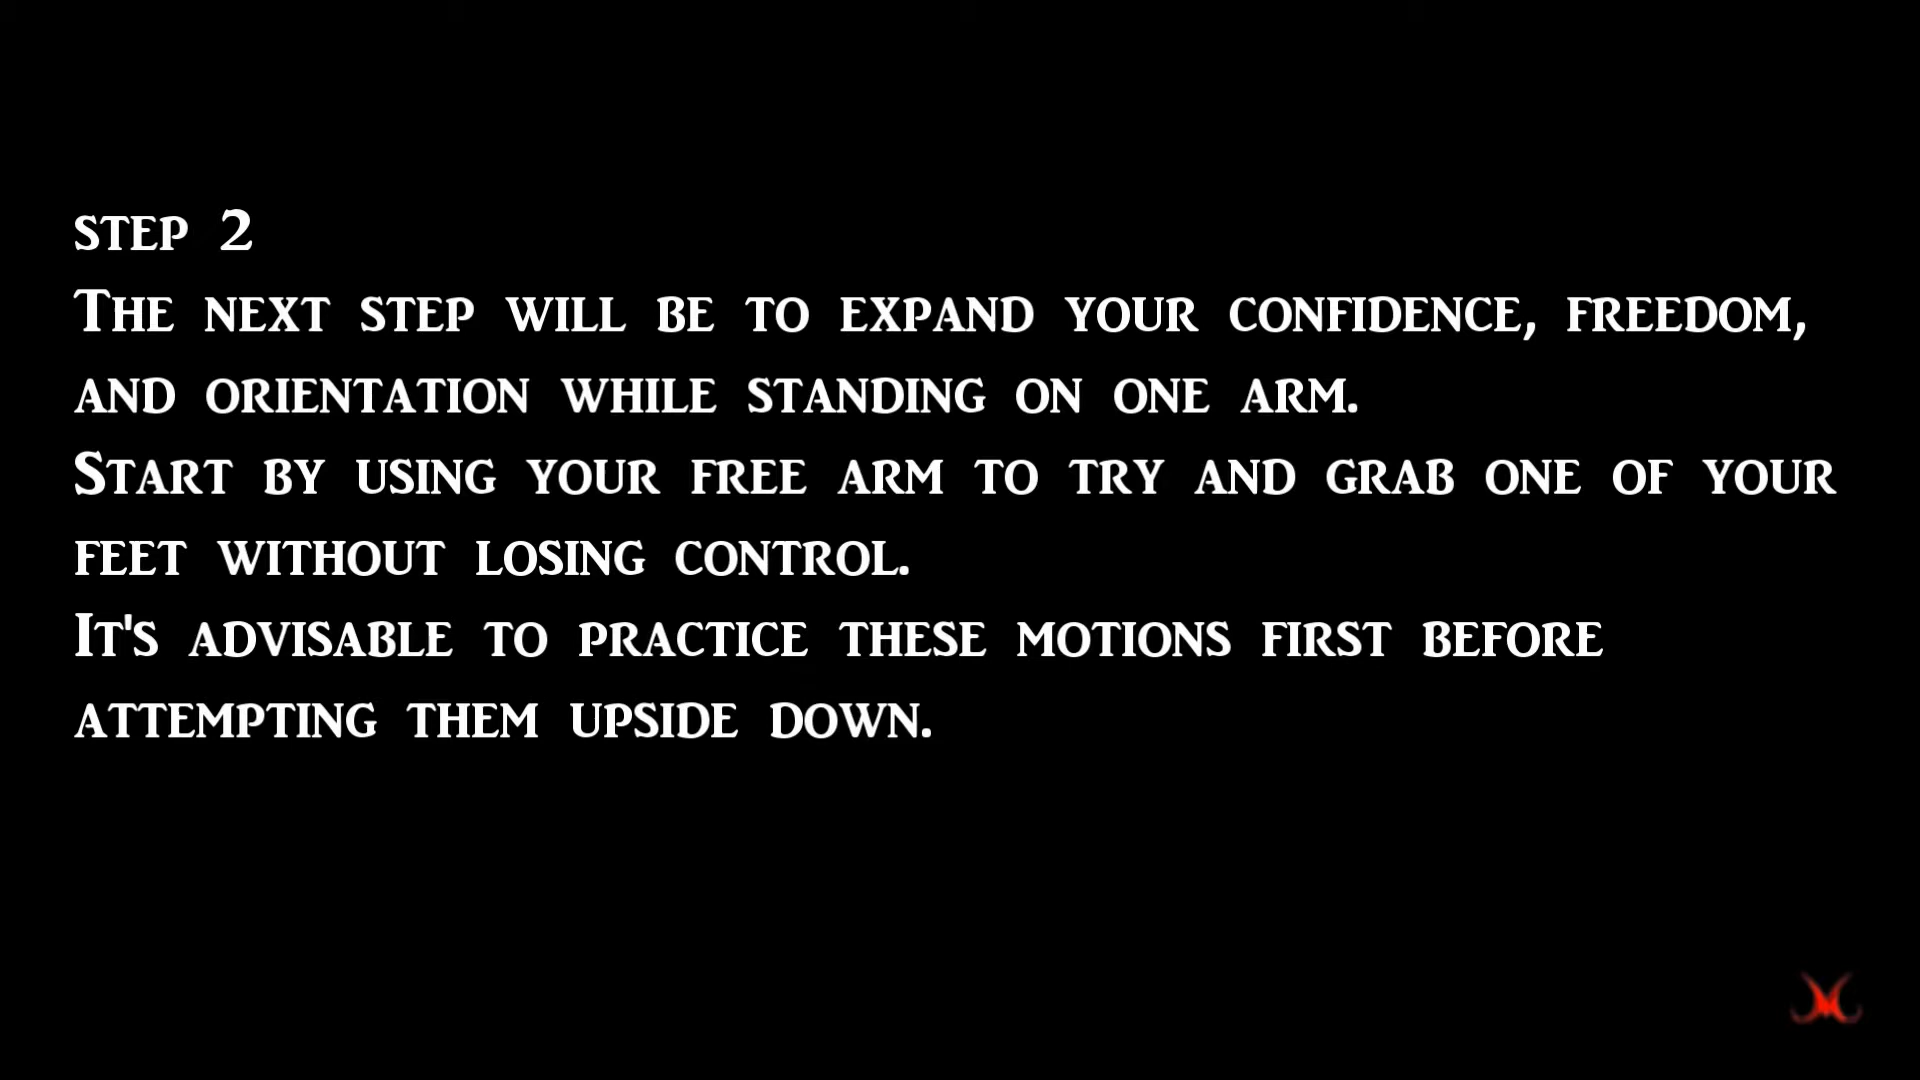 step 2
The next step will be to expand your confidence, freedom,
and orientation while standing on one arm.
Start by using your free arm to try and grab one of your
feet without losing control.
It's advisable to practice these motions first before
attempting them upside down.